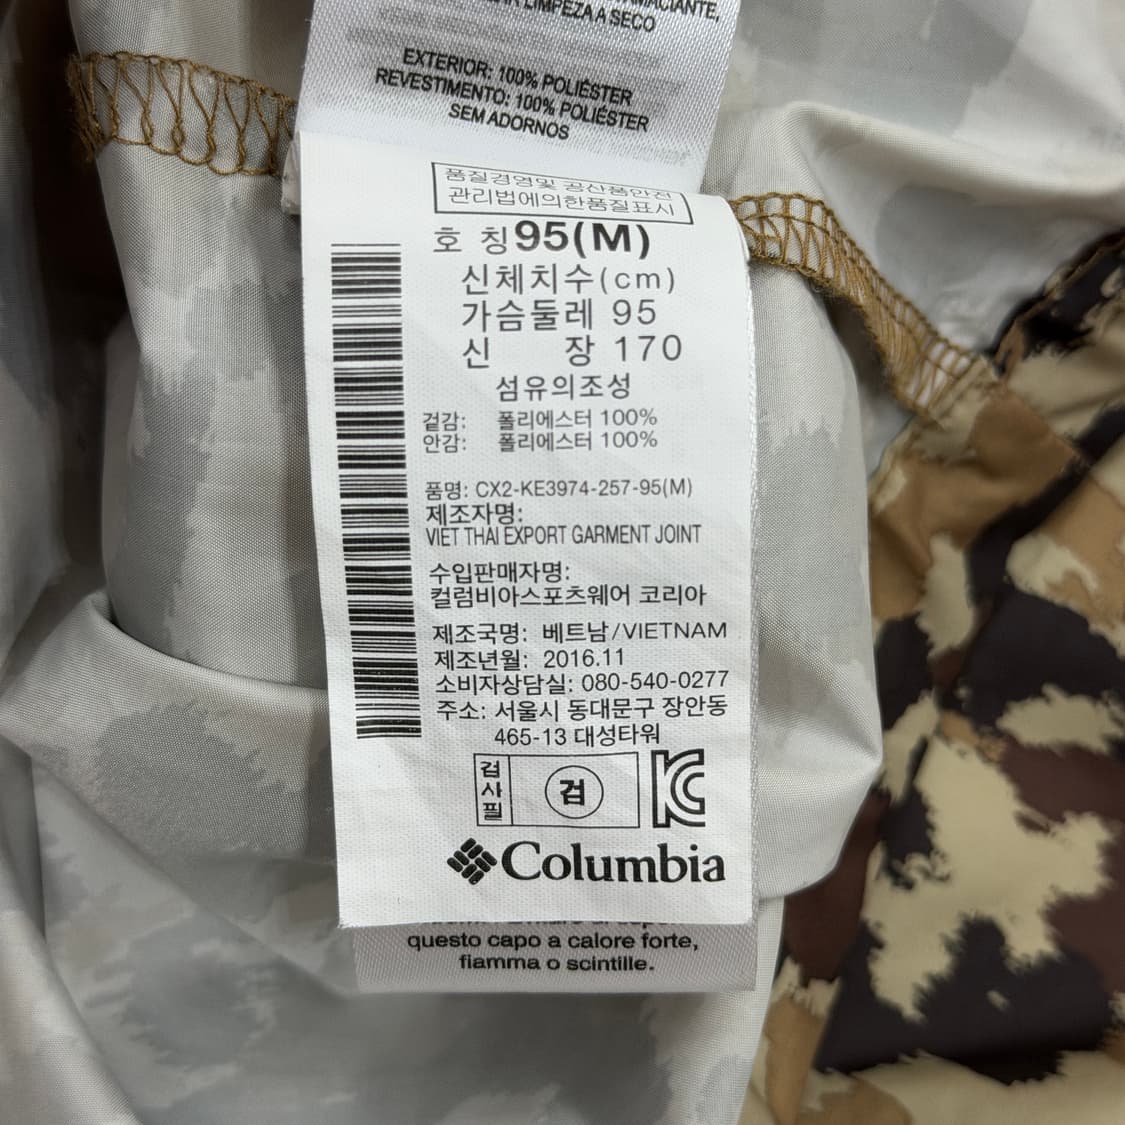 LIMPEZA A SECO
EXTERIOR: 100% POLIÉSTER
REVESTIMENTO: 100% POLIÉSTER
SEM ADORNOS
품질경영및 공산품안전
관리법에의한품질표시
호 칭 95(M)
신체치수(cm)
가슴둘레 95
신 장 170
섬유의조성
겉감: 폴리에스터 100%
안감: 폴리에스터 100%
품명: CX2-KE3974-257-95(M)
제조자명:
VIET THAI EXPORT GARMENT JOINT
수입판매자명:
컬럼비아스포츠웨어 코리아
제조국명: 베트남/VIETNAM
제조년월: 2016.11
소비자상담실: 080-540-0277
주소: 서울시 동대문구 장안동
465-13 대성타워
검사필 검 KC
Columbia
questo capo a calore forte,
fiamma o scintille.